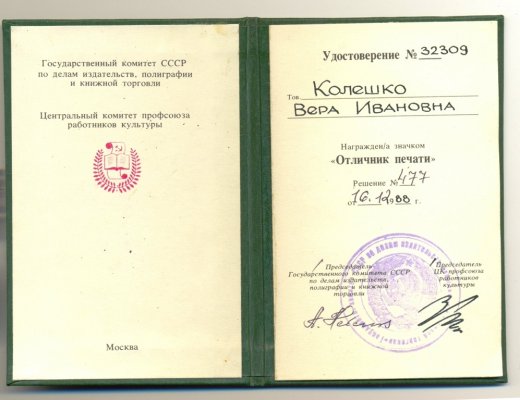 Государственный комитет СССР
по делам издательств, полиграфии
и книжной торговли
Центральный комитет профсоюза
работников культуры
Москва
Удостоверение № 32309
Тов. Колешко
Вера Ивановна
Награжден/а значком
«Отличник печати»
Решение № 477
от 16.12 1988 г.
Председатель
Государственного комитета СССР
по делам издательств,
полиграфии и книжной
торговли
Председатель
ЦК профсоюза
работников
культуры